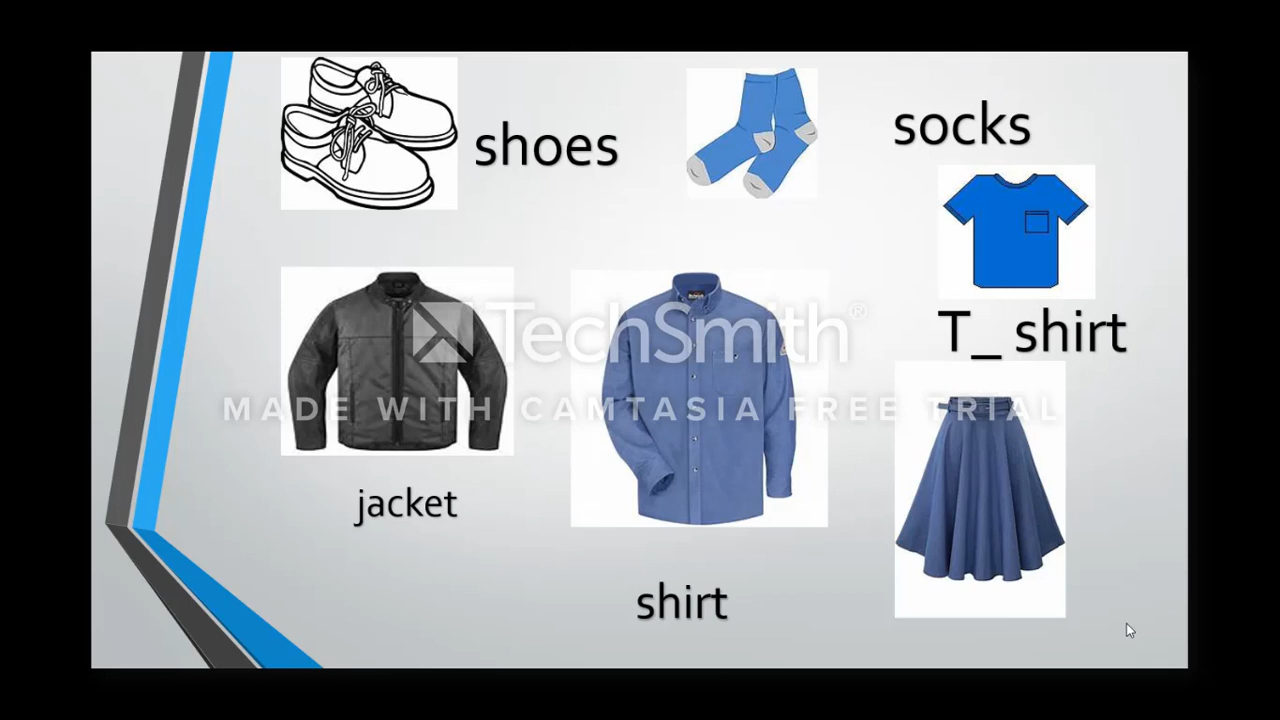 shoes
socks
T_ shirt
TechSmith®
MADE WITH CAMTASIA FREE TRIAL
jacket
shirt